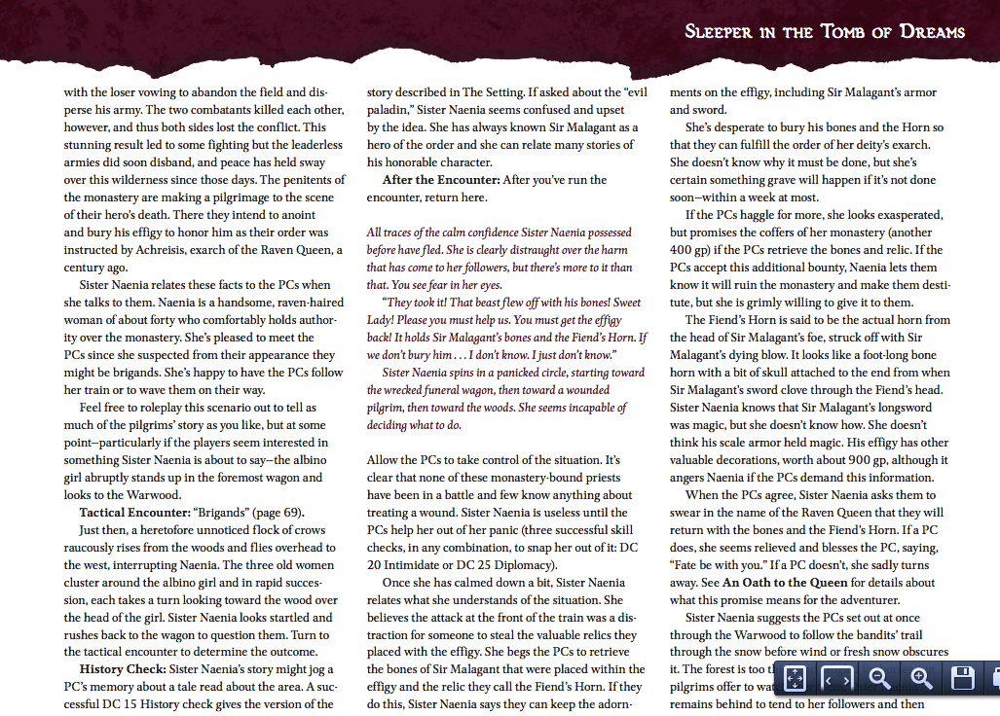 Sleeper in the Tomb of Dreams
with the loser vowing to abandon the field and dis-
perse his army. The two combatants killed each other,
however, and thus both sides lost the conflict. This
stunning result led to some fighting but the leaderless
armies did soon disband, and peace has held sway
over this wilderness since those days. The penitents of
the monastery are making a pilgrimage to the scene
of their hero's death. There they intend to anoint
and bury his effigy to honor him as their order was
instructed by Achreisis, exarch of the Raven Queen, a
century ago.
Sister Naenia relates these facts to the PCs when
she talks to them. Naenia is a handsome, raven-haired
woman of about forty who comfortably holds author-
ity over the monastery. She's pleased to meet the
PCs since she suspected from their appearance they
might be brigands. She's happy to have the PCs follow
her train or to wave them on their way.
Feel free to roleplay this scenario out to tell as
much of the pilgrims' story as you like, but at some
point—particularly if the players seem interested in
something Sister Naenia is about to say—the albino
girl abruptly stands up in the foremost wagon and
looks to the Warwood.
Tactical Encounter: "Brigands" (page 69).
Just then, a heretofore unnoticed flock of crows
raucously rises from the woods and flies overhead to
the west, interrupting Naenia. The three old women
cluster around the albino girl and in rapid succes-
sion, each takes a turn looking toward the wood over
the head of the girl. Sister Naenia looks startled and
rushes back to the wagon to question them. Turn to
the tactical encounter to determine the outcome.
History Check: Sister Naenia's story might jog a
PC's memory about a tale read about the area. A suc-
cessful DC 15 History check gives the version of the
story described in The Setting. If asked about the "evil
paladin," Sister Naenia seems confused and upset
by the idea. She has always known Sir Malagant as a
hero of the order and she can relate many stories of
his honorable character.
After the Encounter: After you've run the
encounter, return here.
All traces of the calm confidence Sister Naenia possessed
before have fled. She is clearly distraught over the harm
that has come to her followers, but there's more to it than
that. You see fear in her eyes.
"They took it! That beast flew off with his bones! Sweet
Lady! Please you must help us. You must get the effigy
back! It holds Sir Malagant's bones and the Fiend's Horn. If
we don't bury him . . . I don't know. I just don't know."
Sister Naenia spins in a panicked circle, starting toward
the wrecked funeral wagon, then toward a wounded
pilgrim, then toward the woods. She seems incapable of
deciding what to do.
Allow the PCs to take control of the situation. It's
clear that none of these monastery-bound priests
have been in a battle and few know anything about
treating a wound. Sister Naenia is useless until the
PCs help her out of her panic (three successful skill
checks, in any combination, to snap her out of it: DC
20 Intimidate or DC 25 Diplomacy).
Once she has calmed down a bit, Sister Naenia
relates what she understands of the situation. She
believes the attack at the front of the train was a dis-
traction for someone to steal the valuable relics they
placed with the effigy. She begs the PCs to retrieve
the bones of Sir Malagant that were placed within the
effigy and the relic they call the Fiend's Horn. If they
do this, Sister Naenia says they can keep the adorn-
ments on the effigy, including Sir Malagant's armor
and sword.
She's desperate to bury his bones and the Horn so
that they can fulfill the order of her deity's exarch.
She doesn't know why it must be done, but she's
certain something grave will happen if it's not done
soon—within a week at most.
If the PCs haggle for more, she looks exasperated,
but promises the coffers of her monastery (another
400 gp) if the PCs retrieve the bones and relic. If the
PCs accept this additional bounty, Naenia lets them
know it will ruin the monastery and make them desti-
tute, but she is grimly willing to give it to them.
The Fiend's Horn is said to be the actual horn from
the head of Sir Malagant's foe, struck off with Sir
Malagant's dying blow. It looks like a foot-long bone
horn with a bit of skull attached to the end from when
Sir Malagant's sword clove through the Fiend's head.
Sister Naenia knows that Sir Malagant's longsword
was magic, but she doesn't know how. She doesn't
think his scale armor held magic. His effigy has other
valuable decorations, worth about 900 gp, although it
angers Naenia if the PCs demand this information.
When the PCs agree, Sister Naenia asks them to
swear in the name of the Raven Queen that they will
return with the bones and the Fiend's Horn. If a PC
does, she seems relieved and blesses the PC, saying,
"Fate be with you." If a PC doesn't, she sadly turns
away. See An Oath to the Queen for details about
what this promise means for the adventurer.
Sister Naenia suggests the PCs set out at once
through the Warwood to follow the bandits' trail
through the snow before wind or fresh snow obscures
it. The forest is too
pilgrims offer to
remains behind to tend to her followers and then